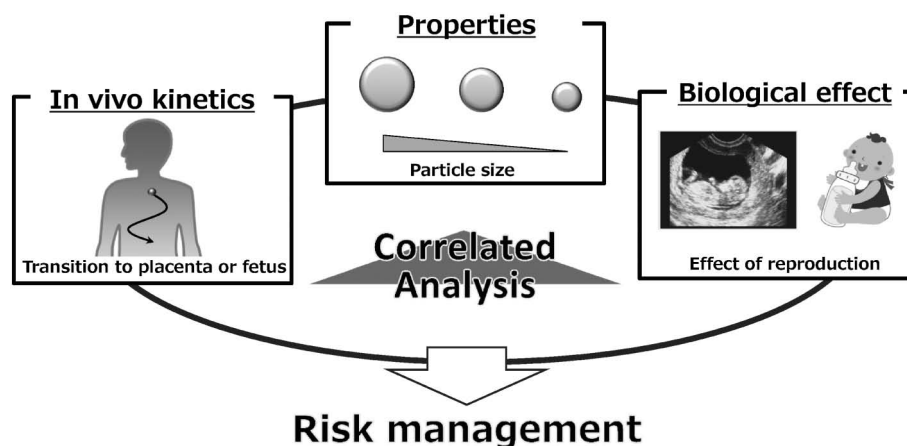 Properties
Particle size
In vivo kinetics
Transition to placenta or fetus
Biological effect
Effect of reproduction
Correlated
Analysis
Risk management